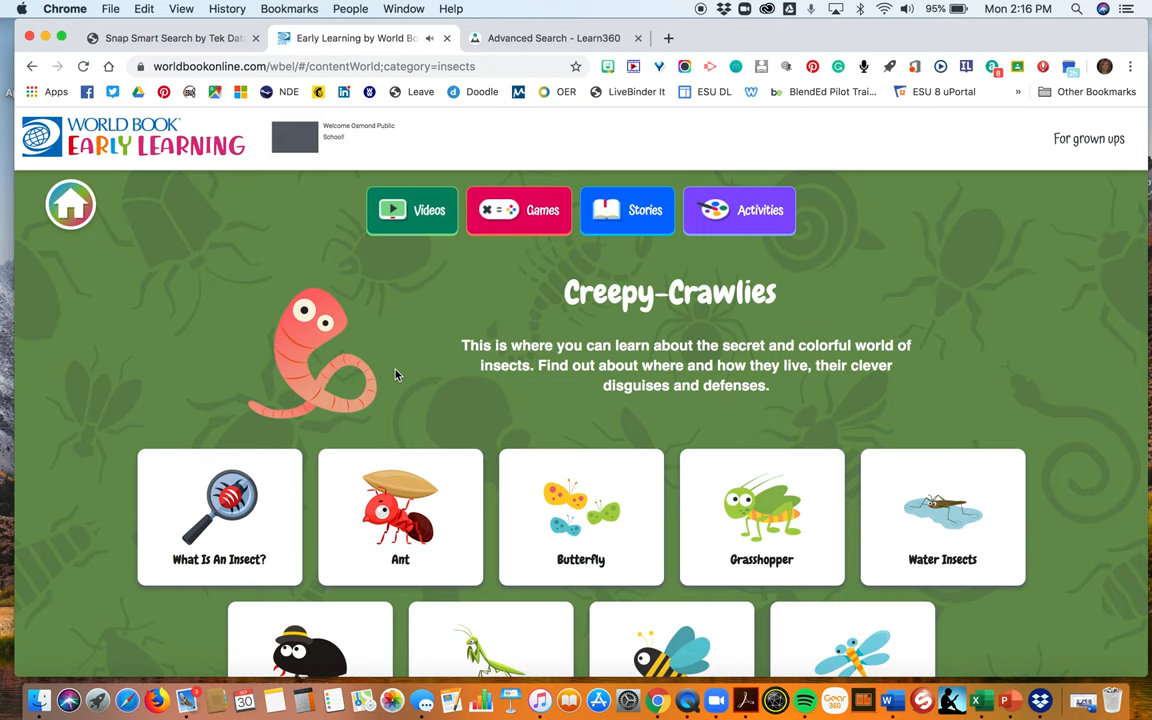 Chrome File Edit View History Bookmarks People Window Help 95% Mon 2:16 PM
Snap Smart Search by Tek Dat Early Learning by World Bo Advanced Search - Learn360
worldbookonline.com/wbel/#/contentWorld;category=insects
Apps NDE Leave Doodle OER LiveBinder It ESU DL BlendEd Pilot Trai... ESU 8 uPortal » Other Bookmarks
WORLD BOOK
EARLY LEARNING
Welcome Osmond Public
School!
For grown ups
Videos Games Stories Activities
Creepy-Crawlies
This is where you can learn about the secret and colorful world of
insects. Find out about where and how they live, their clever
disguises and defenses.
What Is An Insect? Ant Butterfly Grasshopper Water Insects